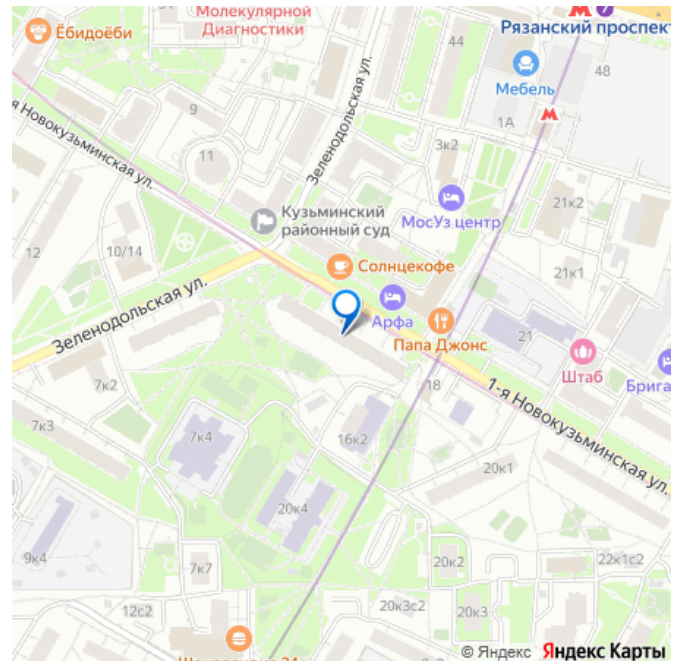 Молекулярной
Диагностики
Ёбидоёби
Рязанский проспект
44
Мебель
48
1-я Новокузьминская ул.
9
Зеленодольская ул.
1А
11
3к2
МосУз центр
21к2
Кузьминский
районный суд
12
10/14
Солнцекофе
21к1
Зеленодольская ул.
Арфа
Папа Джонс
21
Штаб
Брига
7к2
18
1-я Новокузьминская ул.
7к3
7к4
16к2
20к1
20к4
9к4
7к7
20к2
22к1с2
12с2
20к3с2
20к3
© Яндекс Яндекс Карты